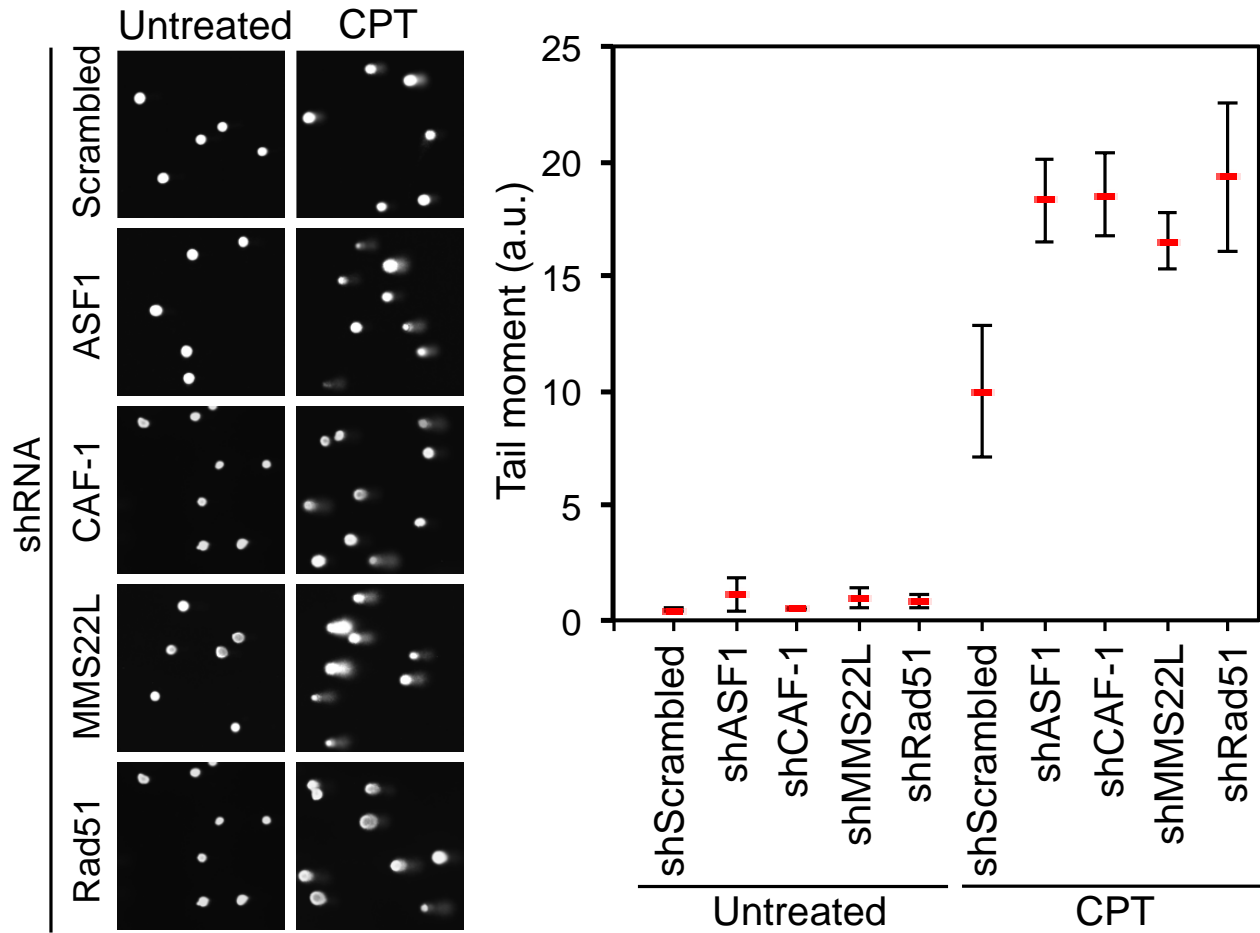 Untreated CPT
shRNA
Scrambled
ASF1
CAF-1
MMS22L
Rad51
Tail moment (a.u.)
25
20
15
10
5
0
shScrambled
shASF1
shCAF-1
shMMS22L
shRad51
shScrambled
shASF1
shCAF-1
shMMS22L
shRad51
Untreated
CPT